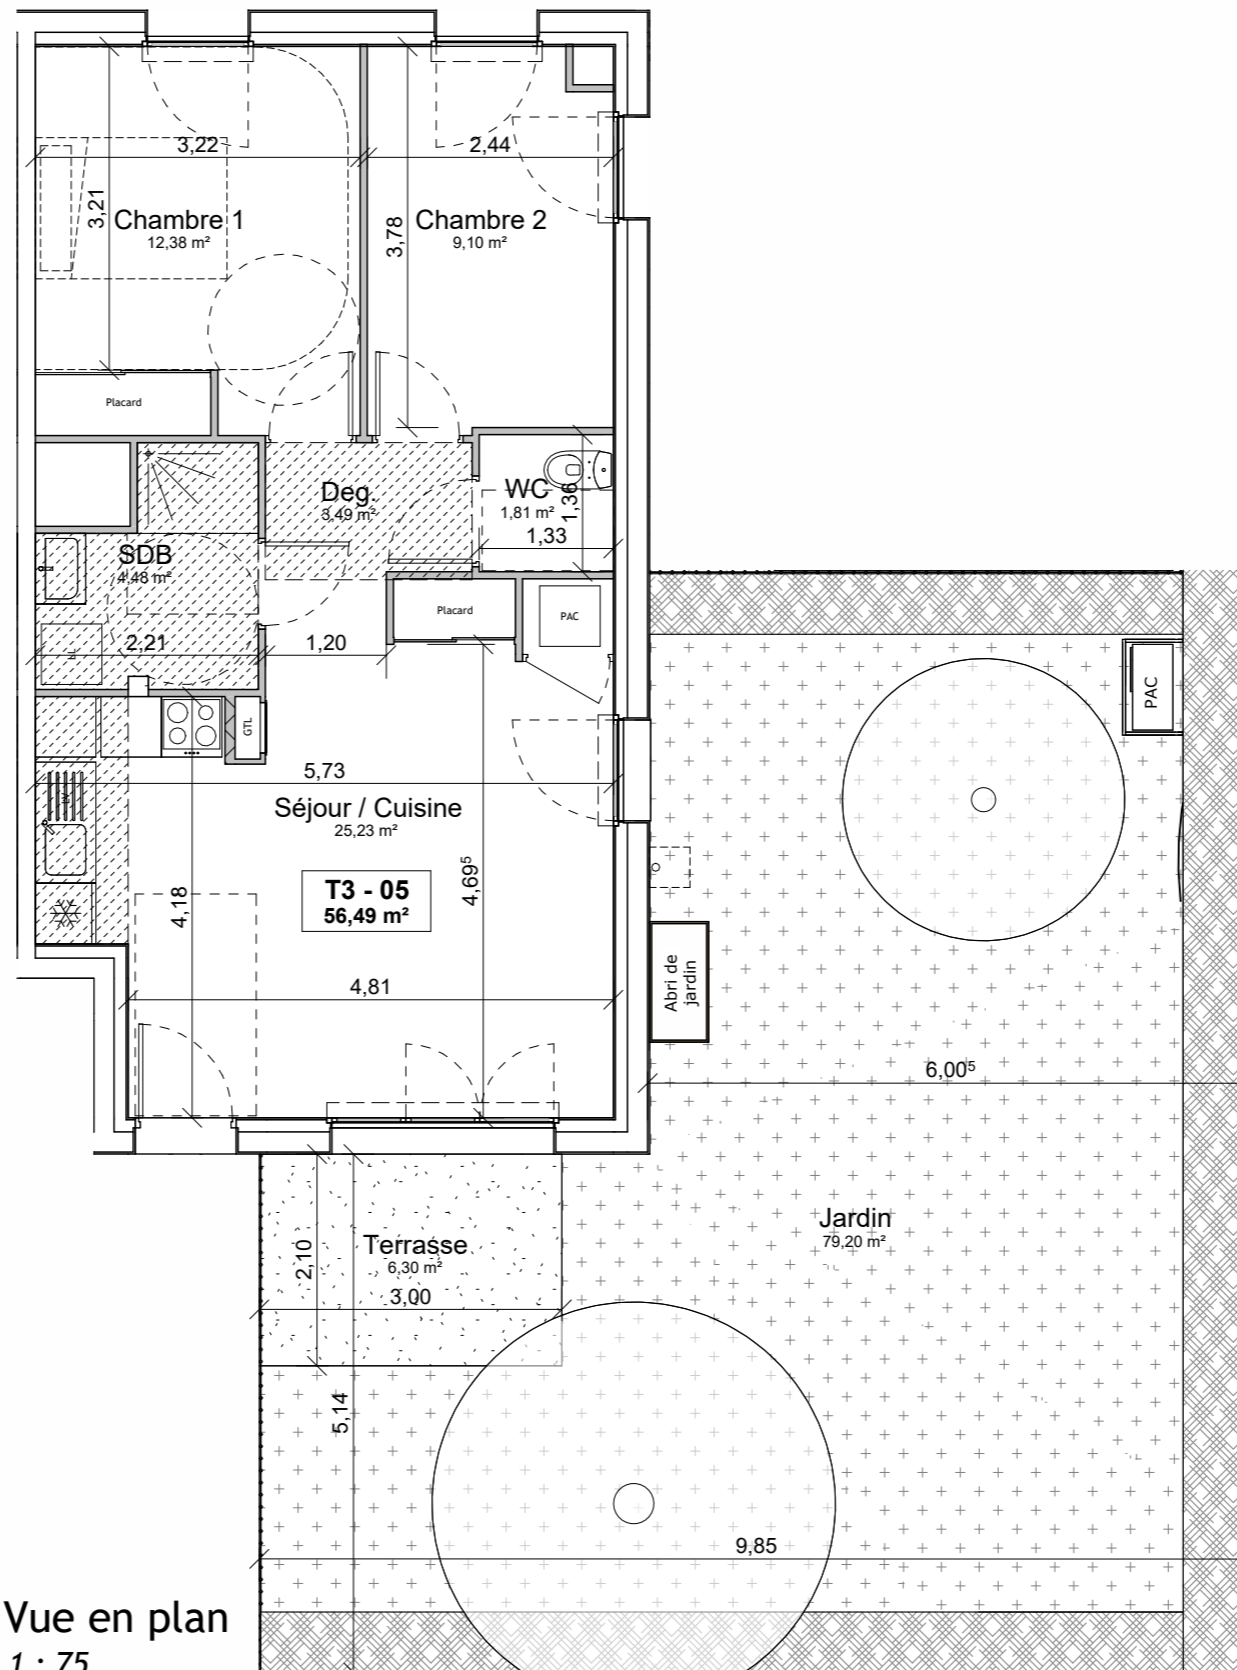 3,22
2,44
3,21
Chambre 1
12,38 m²
3,78
Chambre 2
9,10 m²
Placard
Deg.
3,49 m²
WC
1,81 m²
1,36
1,33
SDB
4,48 m²
LL
2,21
1,20
Placard
PAC
PAC
GTL
5,73
LV
Séjour / Cuisine
25,23 m²
4,18
T3 - 05
56,49 m²
4,69⁵
4,81
Abri de
jardin
6,00⁵
Terrasse
6,30 m²
2,10
3,00
Jardin
79,20 m²
5,14
9,85
Vue en plan
1 : 75